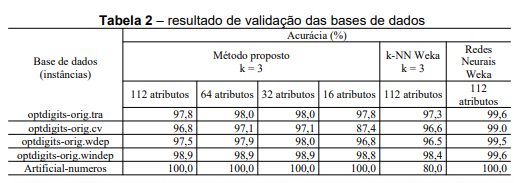 Tabela 2 – resultado de validação das bases de dados
Base de dados (instâncias) Acurácia (%)
Método proposto k = 3 k-NN Weka k = 3 Redes Neurais Weka
112 atributos 64 atributos 32 atributos 16 atributos 112 atributos 112 atributos
optdigits-orig.tra 97,8 98,0 98,0 97,8 97,3 99,6
optdigits-orig.cv 96,8 97,1 97,1 87,4 96,6 99.0
optdigits-orig.wdep 97,5 97,9 98,0 96,8 96.5 99,5
optdigits-orig.windep 98,9 98,9 98,9 98,8 98,4 99,6
Artificial-numeros 100,0 100,0 100,0 100,0 80,0 100,0